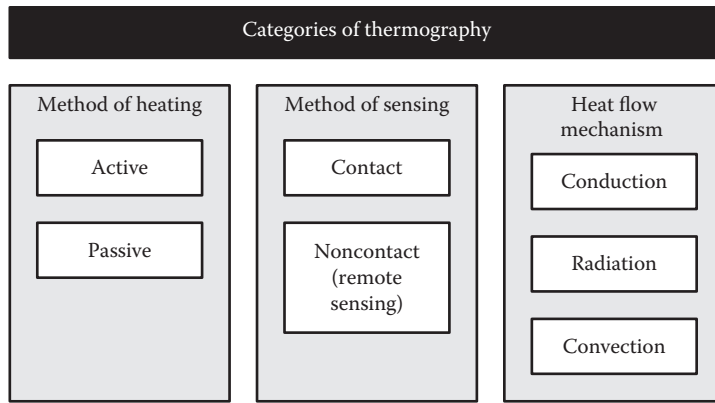 Categories of thermography
Method of heating
Active
Passive
Method of sensing
Contact
Noncontact
(remote
sensing)
Heat flow
mechanism
Conduction
Radiation
Convection